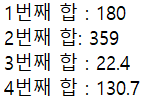 1번째 합 : 180
2번째 합: 359
3번째 합 : 22.4
4번째 합 : 130.7